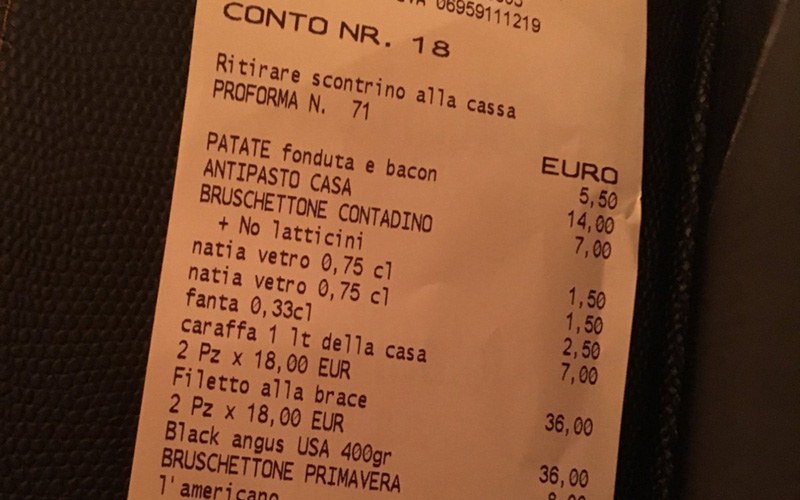 06959111219
CONTO NR. 18
Ritirare scontrino alla cassa
PROFORMA N. 71
EURO
PATATE fonduta e bacon 5,50
ANTIPASTO CASA 14,00
BRUSCHETTONE CONTADINO 7,00
+ No latticini
natia vetro 0,75 cl 1,50
natia vetro 0,75 cl 1,50
fanta 0,33cl 2,50
caraffa 1 lt della casa 7,00
2 Pz x 18,00 EUR
Filetto alla brace 36,00
2 Pz x 18,00 EUR
Black angus USA 400gr 36,00
BRUSCHETTONE PRIMAVERA
l'americano